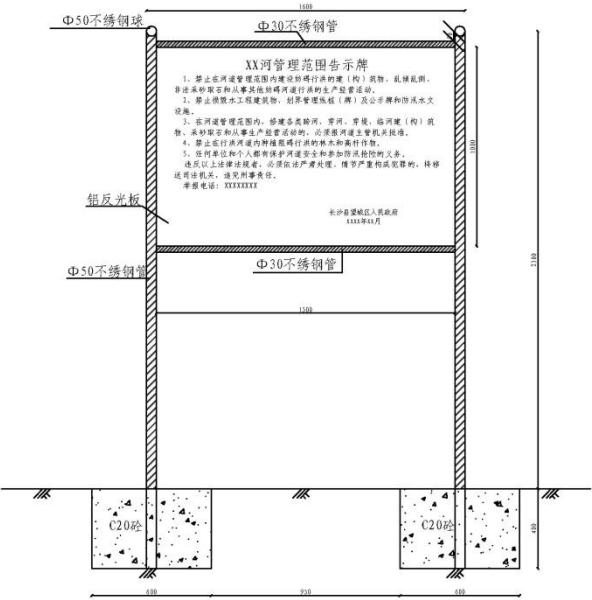 1600
Φ50不绣钢球
Φ30不绣钢管
XX河管理范围告示牌
1、禁止在河道管理范围内建设妨碍行洪的建（构）筑物，乱倾乱倒，
非法采砂取石和从事其他妨碍河道行洪的生产经营活动。
2、禁止损毁水工程建筑物，划界管理线桩（牌）及公示牌和防汛水文
设施。
3、在河道管理范围内，修建各类跨河、穿河、穿堤、临河建（构）筑
物，采砂取石和从事生产经营活动的，必须报河道主管机关批准。
4、禁止在行洪河道内种植阻碍行洪的林木和高杆作物。
5、任何单位和个人都有保护河道安全和参加防汛抢险的义务。
违反以上法律法规者，必须依法严肃处理，情节严重构成犯罪的，将移
送司法机关，追究刑事责任。
举报电话：XXXXXXXX
长沙县望城区人民政府
xxxx年xx月
1000
铝反光板
Φ30不绣钢管
Φ50不绣钢管
2100
1500
C20砼
C20砼
400
600
950
600